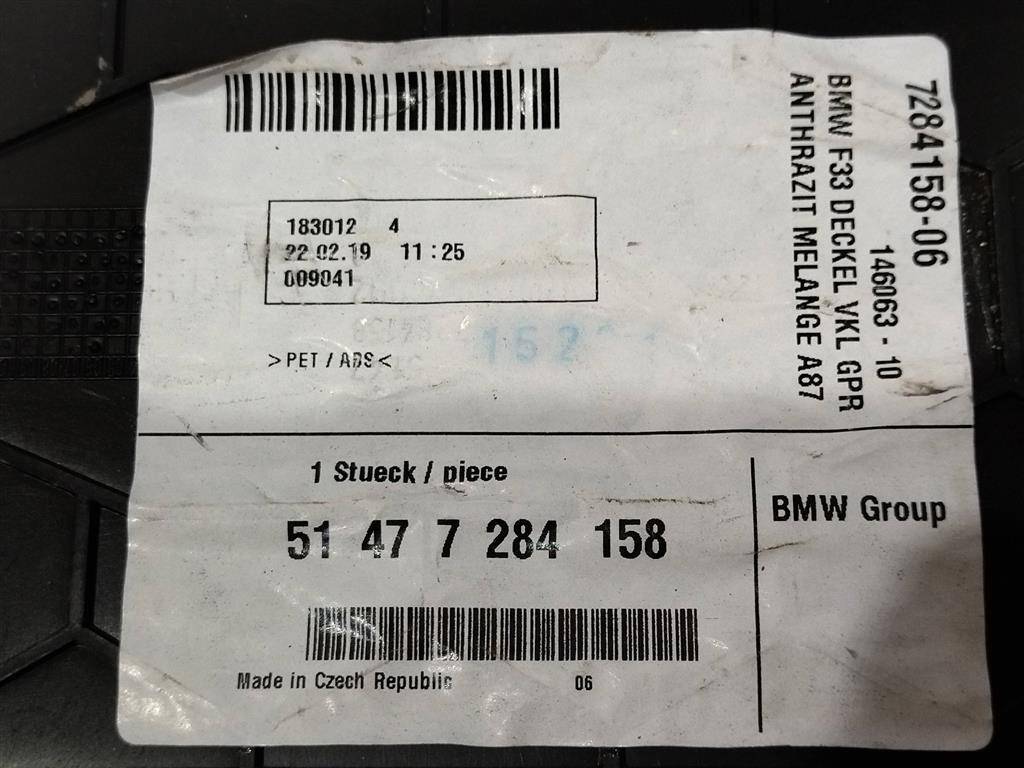 183012 4
22.02.19 11:25
009041
>PET / ABS<
152
7284158-06
146063 - 10
BMW F33 DECKEL VKL GPR
ANTHRAZIT MELANGE A87
1 Stueck / piece
51 47 7 284 158
BMW Group
Made in Czech Republic 06